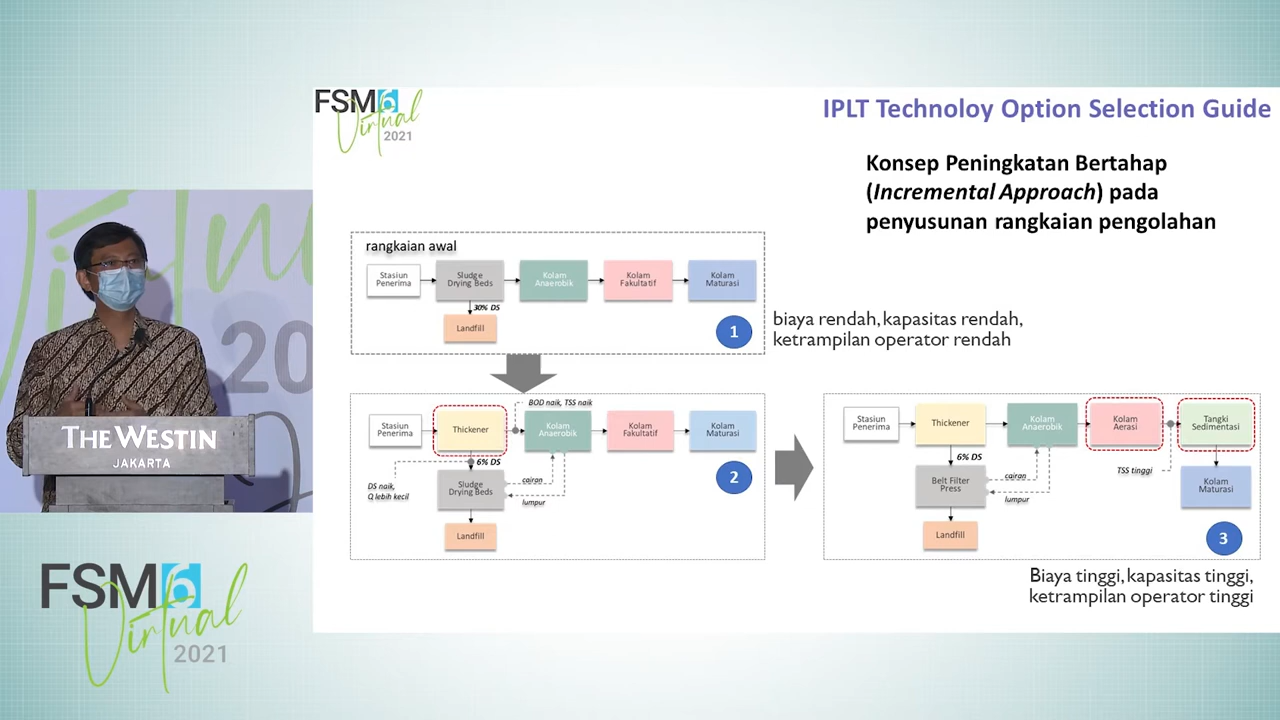 FSM6
Virtual
2021
IPLT Technoloy Option Selection Guide
Konsep Peningkatan Bertahap
(Incremental Approach) pada
penyusunan rangkaian pengolahan
rangkaian awal
Stasiun
Penerima
Sludge
Drying Beds
Kolam
Anaerobik
Kolam
Fakultatif
Kolam
Maturasi
30% DS
Landfill
1
biaya rendah, kapasitas rendah,
ketrampilan operator rendah
BOD naik, TSS naik
Stasiun
Penerima
Thickener
Kolam
Anaerobik
Kolam
Fakultatif
Kolam
Maturasi
6% DS
DS naik,
Q lebih kecil
Sludge
Drying Beds
cairan
lumpur
Landfill
2
Stasiun
Penerima
Thickener
Kolam
Anaerobik
Kolam
Aerasi
Tangki
Sedimentasi
6% DS
TSS tinggi
Belt Filter
Press
cairan
lumpur
Kolam
Maturasi
Landfill
3
Biaya tinggi, kapasitas tinggi,
ketrampilan operator tinggi
20
THE WESTIN
JAKARTA
FSM6
Virtual
2021